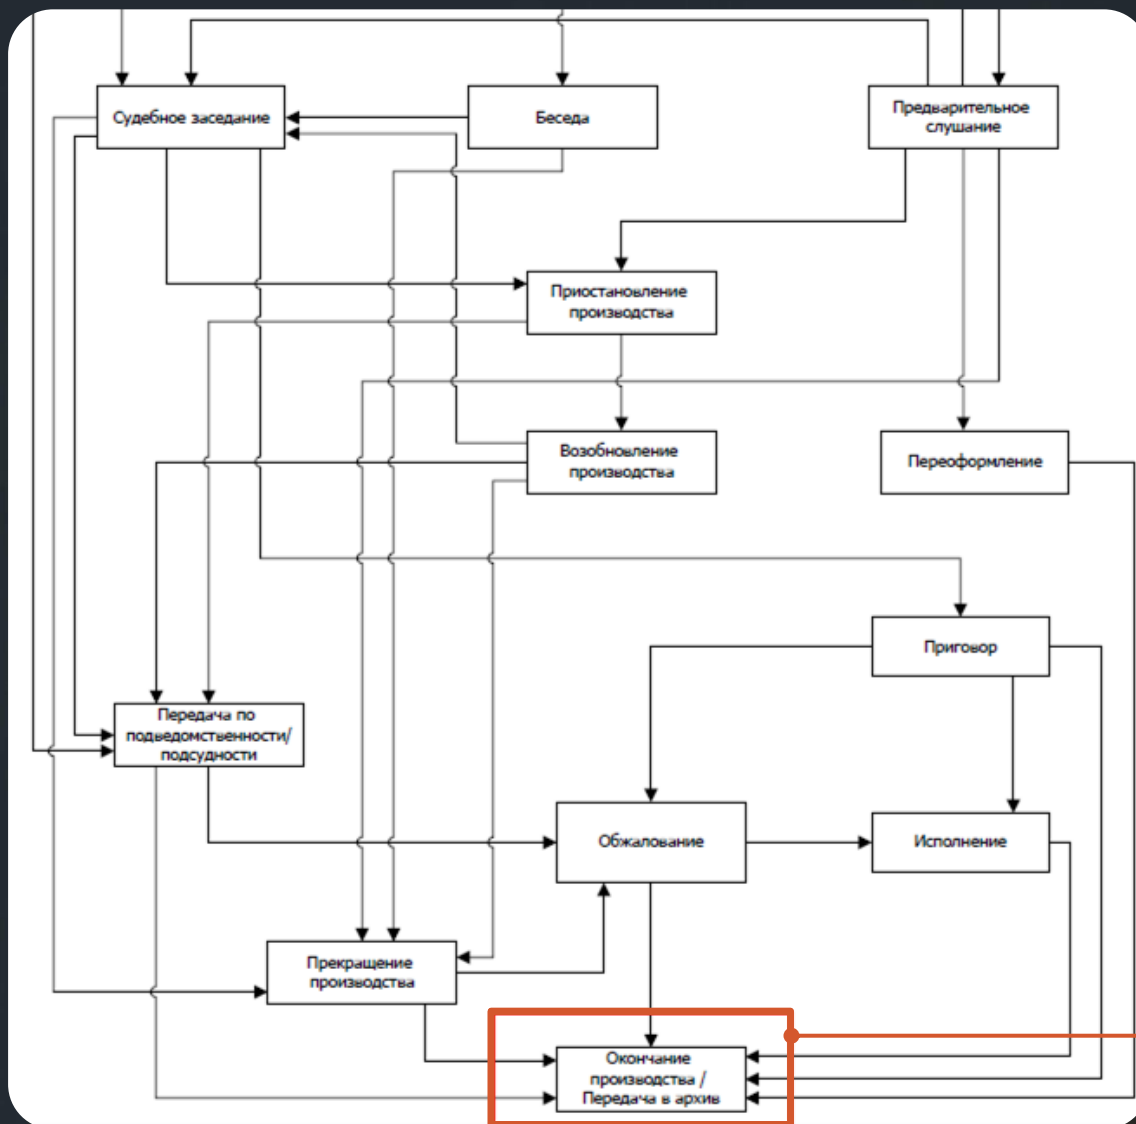 Судебное заседание
Беседа
Предварительное
слушание
Приостановление
производства
Возобновление
производства
Переоформление
Приговор
Передача по
подведомственности/
подсудности
Обжалование
Исполнение
Прекращение
производства
Окончание
производства /
Передача в архив